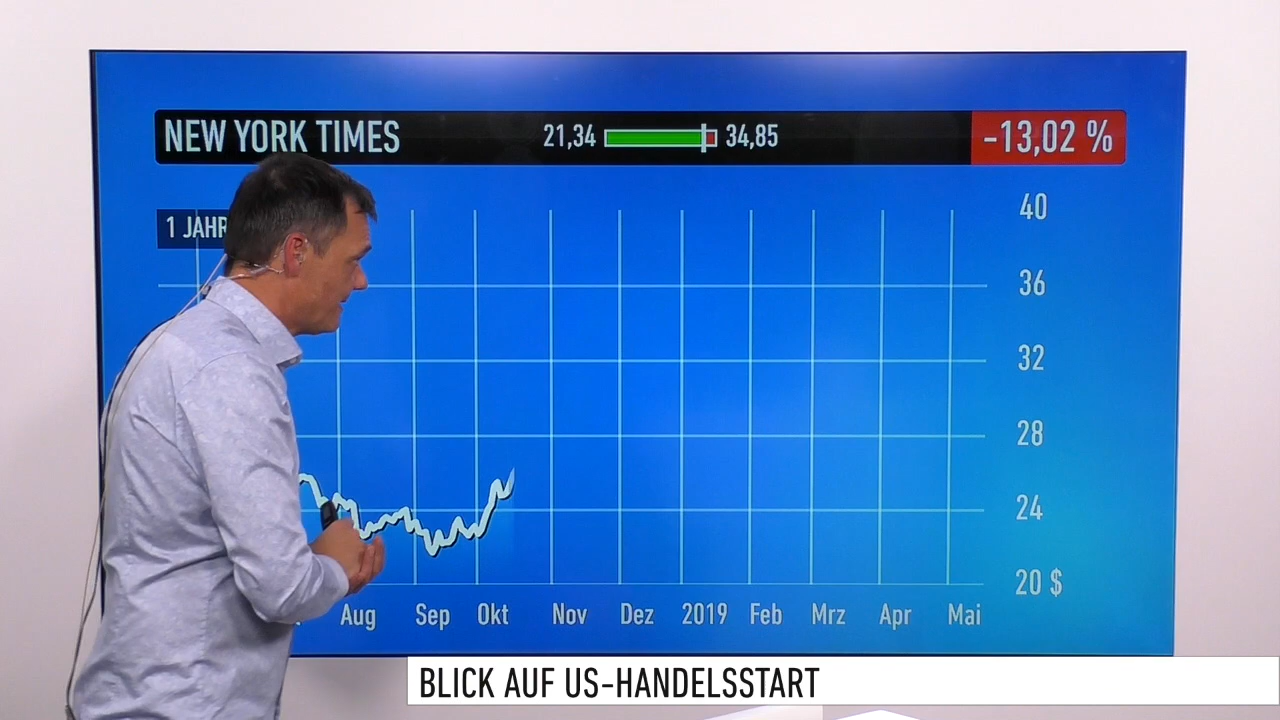 NEW YORK TIMES 21,34 34,85 -13,02 %
1 JAHR
40
36
32
28
24
20 $
Aug Sep Okt Nov Dez 2019 Feb Mrz Apr Mai
BLICK AUF US-HANDELSSTART